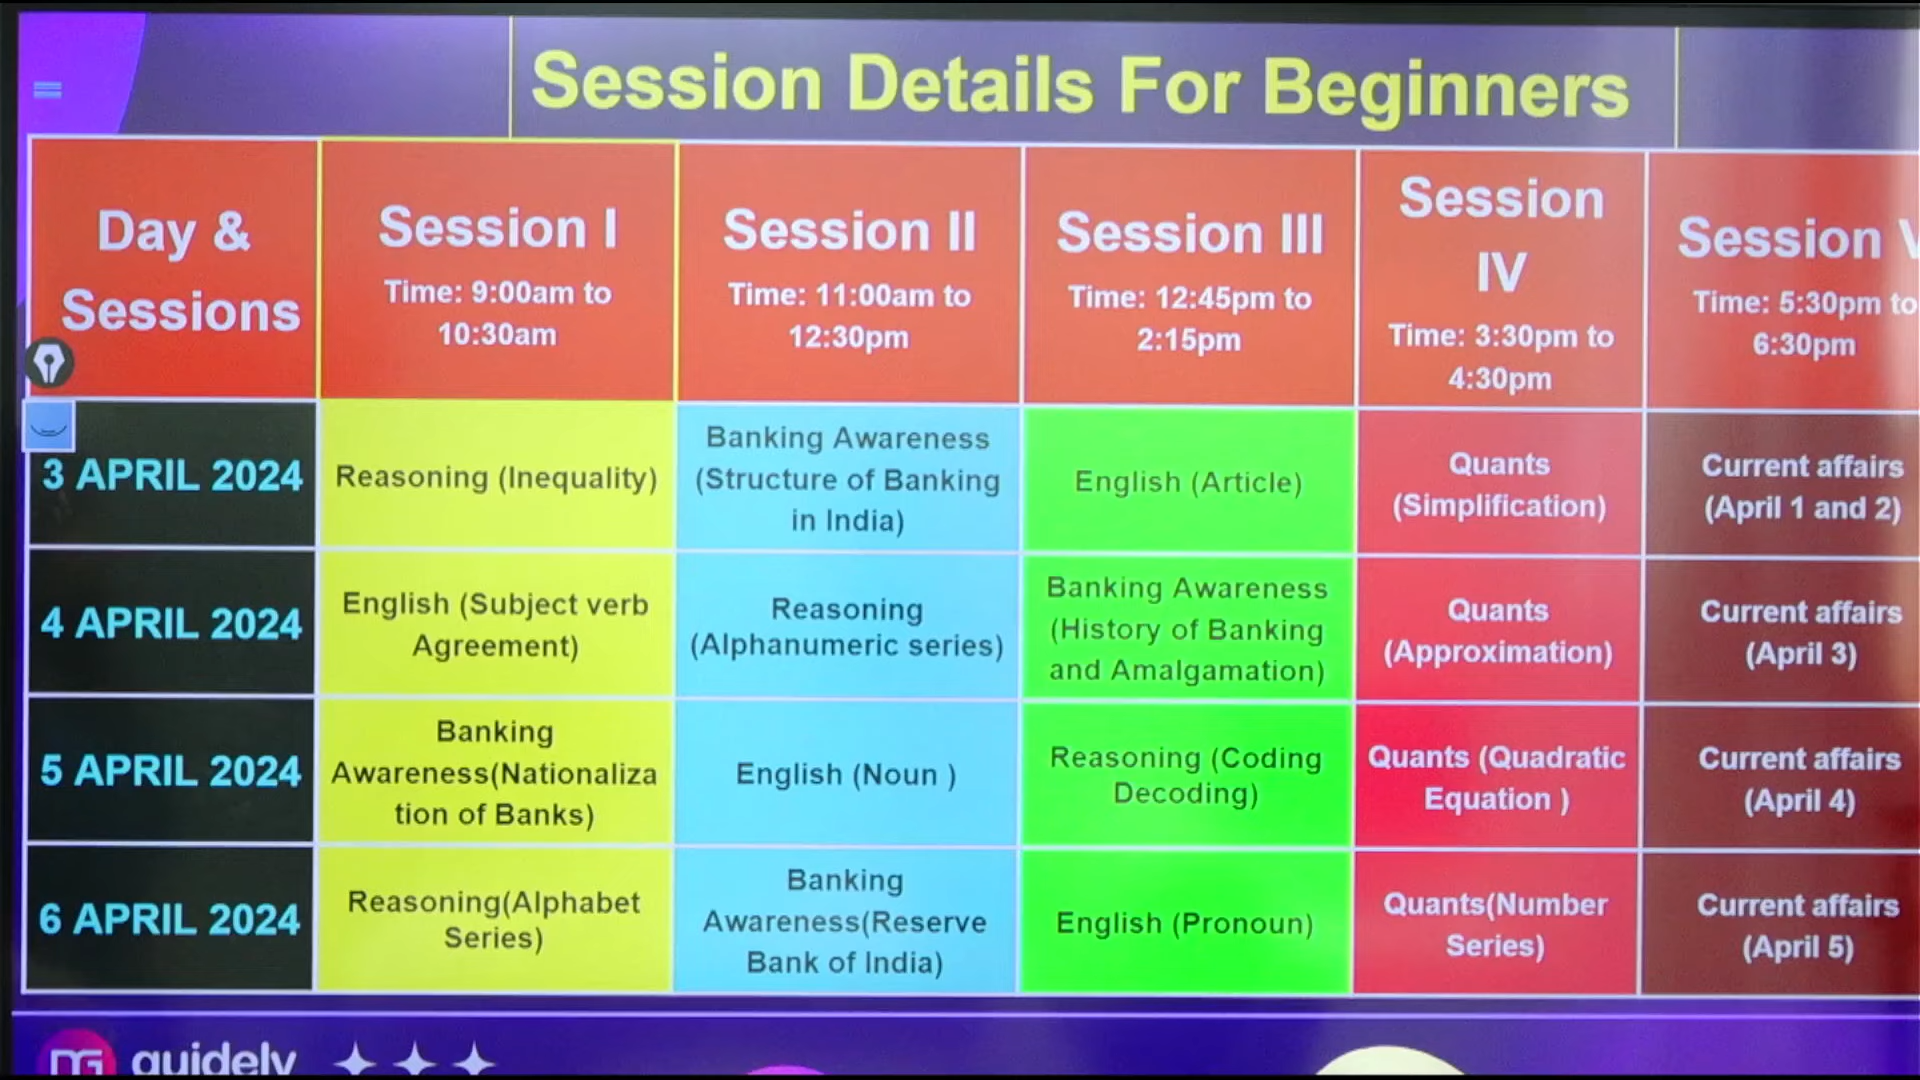 Session Details For Beginners
Day &
Sessions
Session I
Time: 9:00am to
10:30am
Session II
Time: 11:00am to
12:30pm
Session III
Time: 12:45pm to
2:15pm
Session
IV
Time: 3:30pm to
4:30pm
Session V
Time: 5:30pm to
6:30pm
3 APRIL 2024
Reasoning (Inequality)
Banking Awareness
(Structure of Banking
in India)
English (Article)
Quants
(Simplification)
Current affairs
(April 1 and 2)
4 APRIL 2024
English (Subject verb
Agreement)
Reasoning
(Alphanumeric series)
Banking Awareness
(History of Banking
and Amalgamation)
Quants
(Approximation)
Current affairs
(April 3)
5 APRIL 2024
Banking
Awareness(Nationaliza
tion of Banks)
English (Noun )
Reasoning (Coding
Decoding)
Quants (Quadratic
Equation )
Current affairs
(April 4)
6 APRIL 2024
Reasoning(Alphabet
Series)
Banking
Awareness(Reserve
Bank of India)
English (Pronoun)
Quants(Number
Series)
Current affairs
(April 5)
guidely